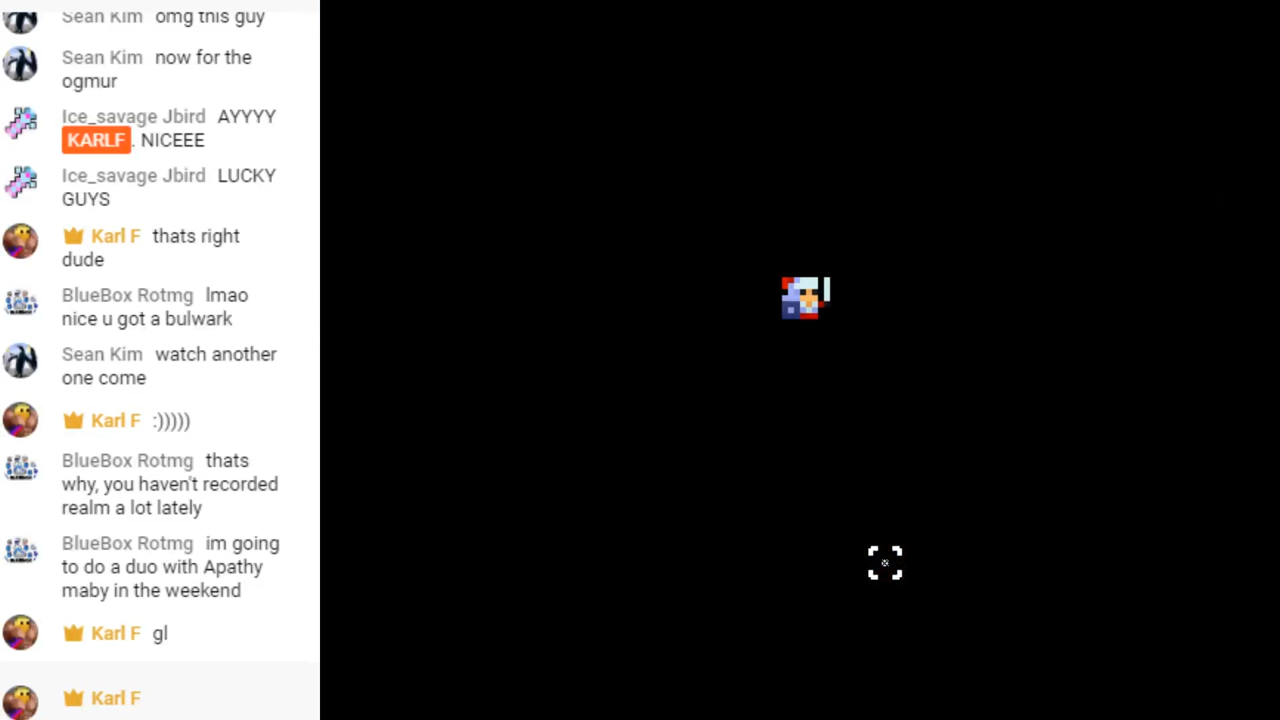 Sean Kim omg this guy
Sean Kim now for the
ogmur
Ice_savage Jbird AYYYY
KARLF. NICEEE
Ice_savage Jbird LUCKY
GUYS
Karl F thats right
dude
BlueBox Rotmg lmao
nice u got a bulwark
Sean Kim watch another
one come
Karl F :)))))
BlueBox Rotmg thats
why, you haven't recorded
realm a lot lately
BlueBox Rotmg im going
to do a duo with Apathy
maby in the weekend
Karl F gl
Karl F